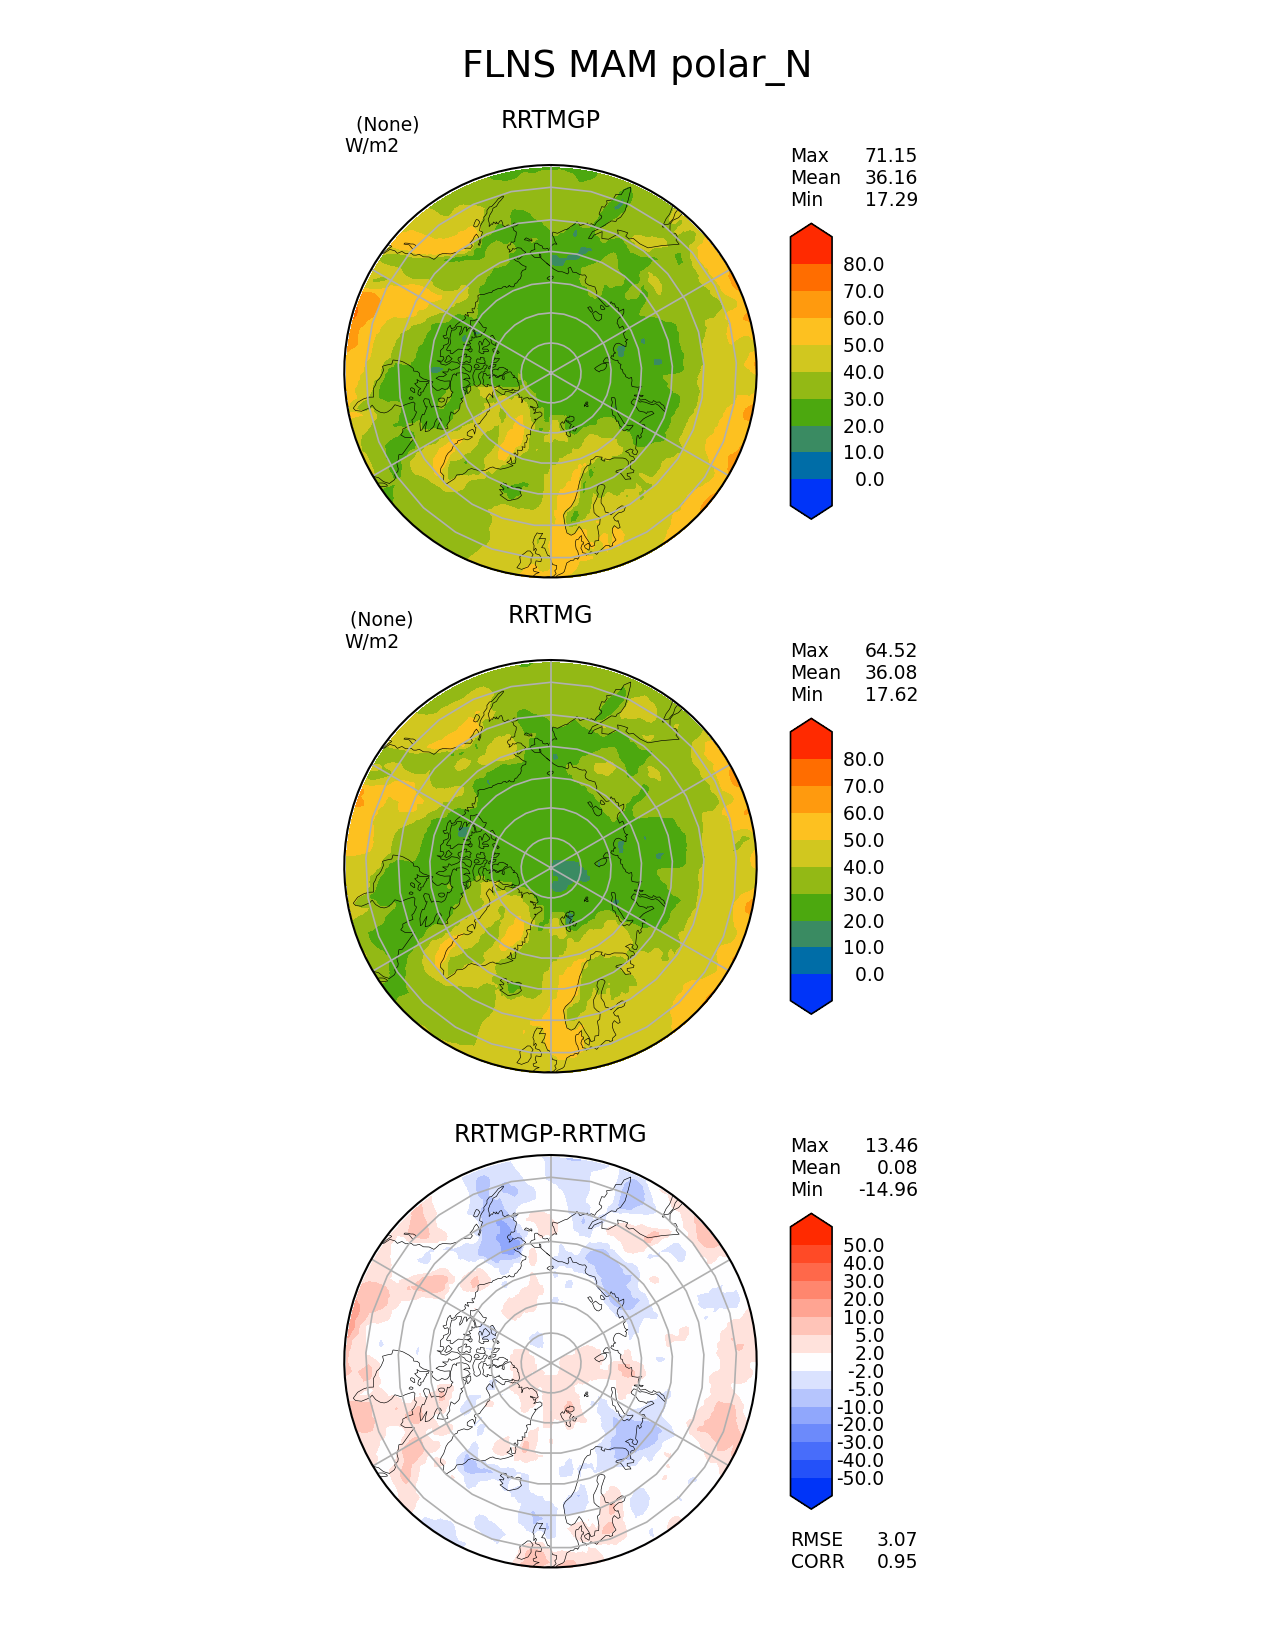 FLNS MAM polar_N
RRTMGP
(None)
W/m2
Max 71.15
Mean 36.16
Min 17.29
80.0
70.0
60.0
50.0
40.0
30.0
20.0
10.0
0.0
RRTMG
(None)
W/m2
Max 64.52
Mean 36.08
Min 17.62
80.0
70.0
60.0
50.0
40.0
30.0
20.0
10.0
0.0
RRTMGP-RRTMG
Max 13.46
Mean 0.08
Min -14.96
50.0
40.0
30.0
20.0
10.0
5.0
2.0
-2.0
-5.0
-10.0
-20.0
-30.0
-40.0
-50.0
RMSE 3.07
CORR 0.95